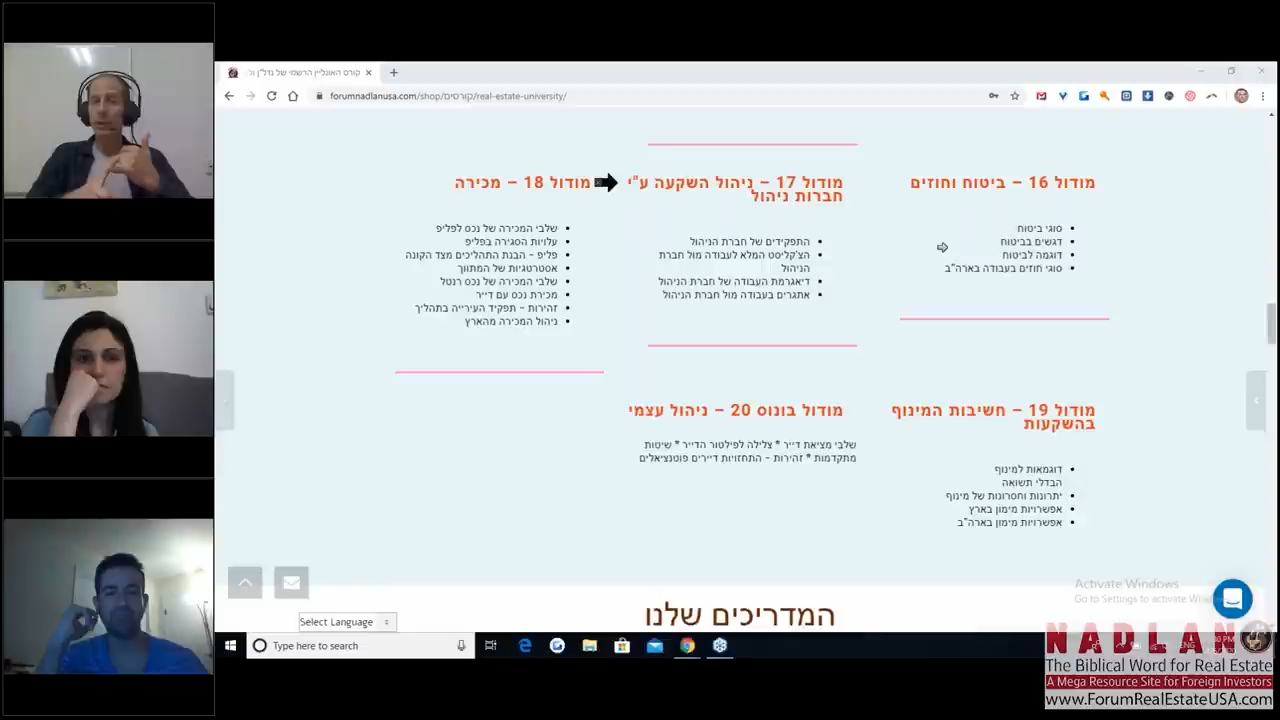 קורס האונליין הרשמי של נדל"ן
forumnadlanusa.com/shop/קורסים/real-estate-university/
מודול 16 – ביטוח וחוזים
סוגי ביטוח
דגשים בביטוח
דוגמה לביטוח
סוגי חוזים בעבודה בארה"ב
מודול 17 – ניהול השקעה ע"י
חברות ניהול
התפקידים של חברת הניהול
הצ'קליסט המלא לעבודה מול חברת
הניהול
דיאגרמת העבודה של חברת הניהול
אתגרים בעבודה מול חברת הניהול
מודול 18 – מכירה
שלבי המכירה של נכס לפליפ
עלויות הסגירה בפליפ
פליפ – הבנת התהליכים מצד הקונה
אסטרטגיות של המתווך
שלבי המכירה של נכס רנטל
מכירת נכס עם דייר
זהירות – תפקיד העירייה בתהליך
ניהול המכירה מהארץ
מודול 19 – חשיבות המינוף
בהשקעות
דוגמאות למינוף
הבדלי תשואה
יתרונות וחסרונות של מינוף
אפשרויות מימון בארץ
אפשרויות מימון בארה"ב
מודול בונוס 20 – ניהול עצמי
שלבי מציאת דייר * צלילה לפילטור הדייר * שיטות
מתקדמות * זהירות – התחזויות דיירים פוטנציאלים
המדריכים שלנו
Select Language
Activate Windows
Go to Settings to activate
Type here to search
ENG
NADLAN
The Biblical Word for Real Estate
A Mega Resource Site for Foreign Investors
www.ForumRealEstateUSA.com